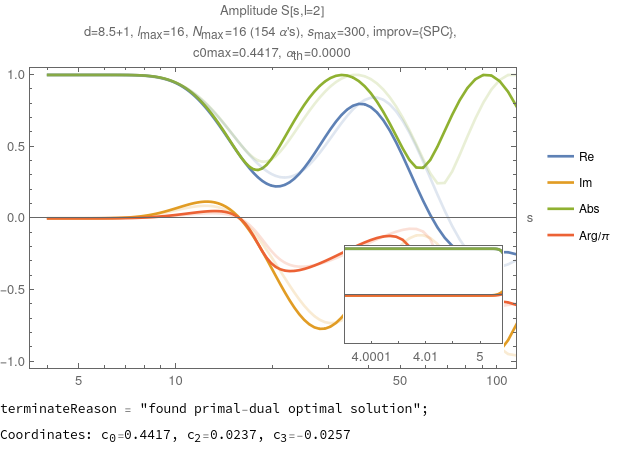 Amplitude S[s,l=2]
d=8.5+1, lmax=16, Nmax=16 (154 α's), smax=300, improv={SPC},
c0max=0.4417, αth=0.0000
1.0
0.5
0.0
-0.5
-1.0
5
10
50
100
s
4.0001
4.01
5
Re
Im
Abs
Arg/π
terminateReason = "found primal-dual optimal solution";
Coordinates: c0=0.4417, c2=0.0237, c3=-0.0257